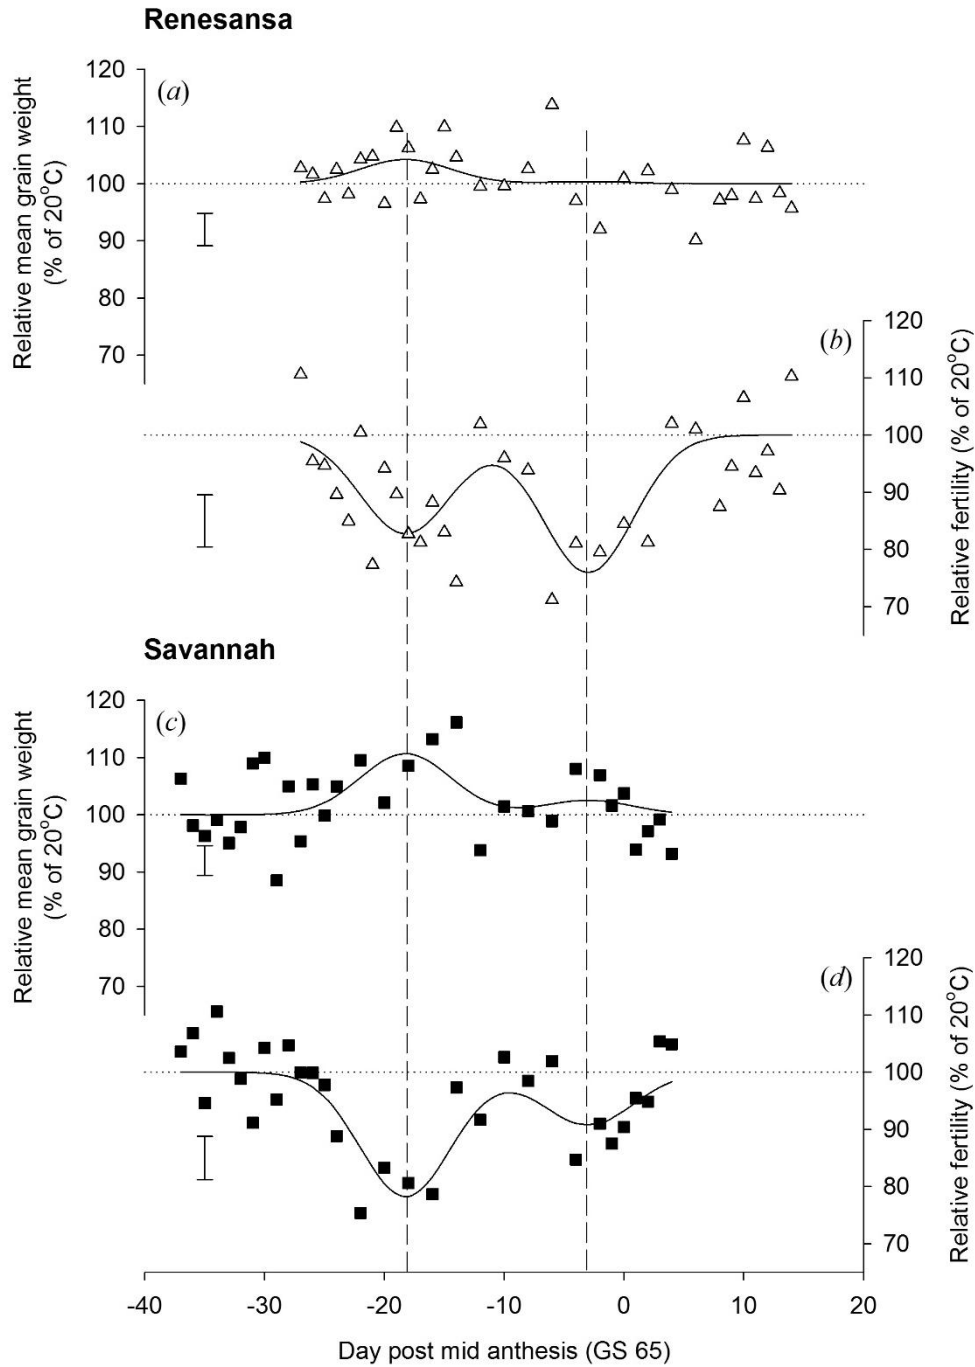 Renesansa
(a)
120
110
100
90
80
70
Relative mean grain weight
(% of 20°C)
(b)
120
110
100
90
80
70
Relative fertility (% of 20°C)
Savannah
(c)
120
110
100
90
80
70
Relative mean grain weight
(% of 20°C)
(d)
120
110
100
90
80
70
Relative fertility (% of 20°C)
-40 -30 -20 -10 0 10 20
Day post mid anthesis (GS 65)